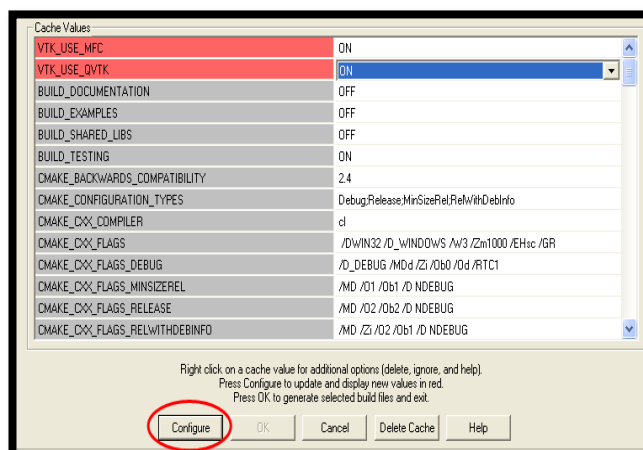 Cache Values
VTK_USE_MFC ON
VTK_USE_QVTK ON
BUILD_DOCUMENTATION OFF
BUILD_EXAMPLES OFF
BUILD_SHARED_LIBS OFF
BUILD_TESTING ON
CMAKE_BACKWARDS_COMPATIBILITY 2.4
CMAKE_CONFIGURATION_TYPES Debug;Release;MinSizeRel;RelWithDebInfo
CMAKE_CXX_COMPILER cl
CMAKE_CXX_FLAGS /DWIN32 /D_WINDOWS /W3 /Zm1000 /EHsc /GR
CMAKE_CXX_FLAGS_DEBUG /D_DEBUG /MDd /Zi /Ob0 /Od /RTC1
CMAKE_CXX_FLAGS_MINSIZEREL /MD /O1 /Ob1 /D NDEBUG
CMAKE_CXX_FLAGS_RELEASE /MD /O2 /Ob2 /D NDEBUG
CMAKE_CXX_FLAGS_RELWITHDEBINFO /MD /Zi /O2 /Ob1 /D NDEBUG
Right click on a cache value for additional options (delete, ignore, and help).
Press Configure to update and display new values in red.
Press OK to generate selected build files and exit.
Configure OK Cancel Delete Cache Help